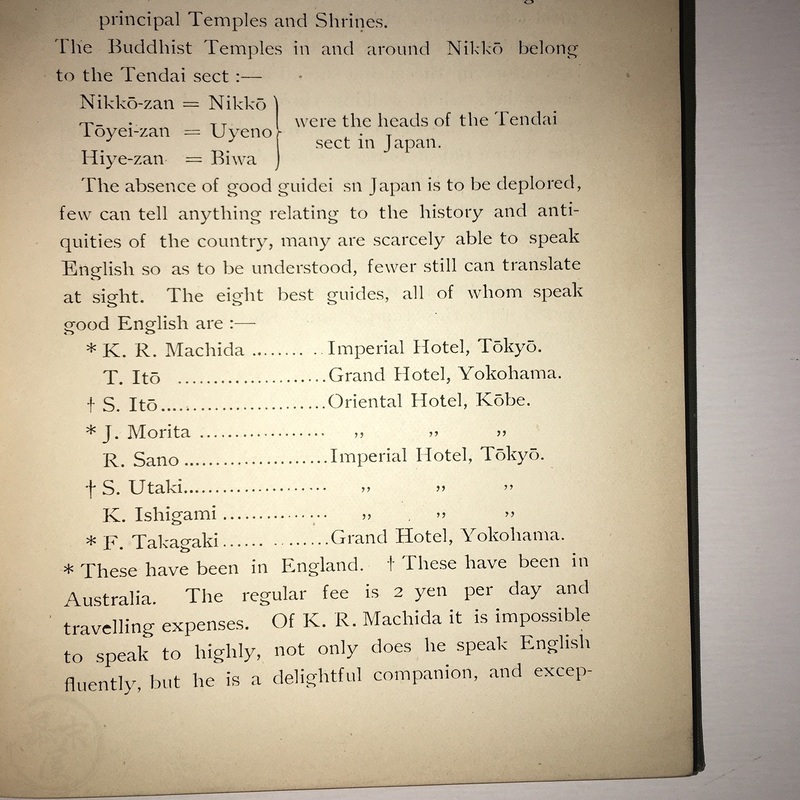 principal Temples and Shrines.
The Buddhist Temples in and around Nikkō belong
to the Tendai sect :—
Nikkō-zan = Nikkō
Tōyei-zan = Uyeno
Hiye-zan = Biwa
were the heads of the Tendai
sect in Japan.
The absence of good guidei sn Japan is to be deplored,
few can tell anything relating to the history and anti-
quities of the country, many are scarcely able to speak
English so as to be understood, fewer still can translate
at sight. The eight best guides, all of whom speak
good English are :—
* K. R. Machida ........ . Imperial Hotel, Tōkyō.
T. Itō ......................Grand Hotel, Yokohama.
† S. Itō........................Oriental Hotel, Kōbe.
* J. Morita ................... ,, ,, ,,
R. Sano .....................Imperial Hotel, Tōkyō.
† S. Utaki..................... ,, ,, ,,
K. Ishigami ............... ,, ,, ,,
* F. Takagaki...... ........Grand Hotel, Yokohama.
* These have been in England. † These have been in
Australia. The regular fee is 2 yen per day and
travelling expenses. Of K. R. Machida it is impossible
to speak to highly, not only does he speak English
fluently, but he is a delightful companion, and excep-